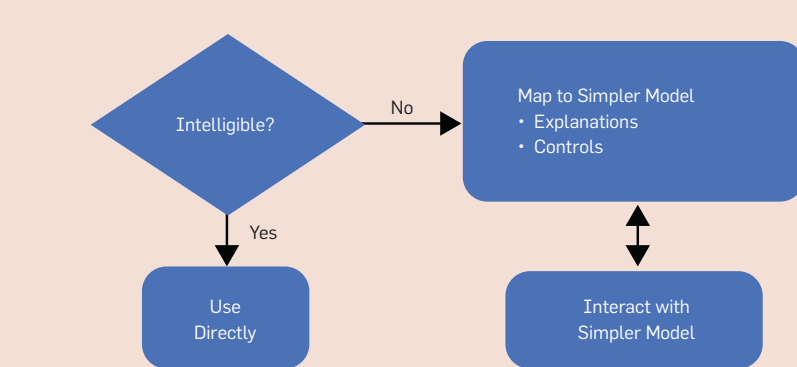 Intelligible?
No
Map to Simpler Model
• Explanations
• Controls
Yes
Use
Directly
Interact with
Simpler Model